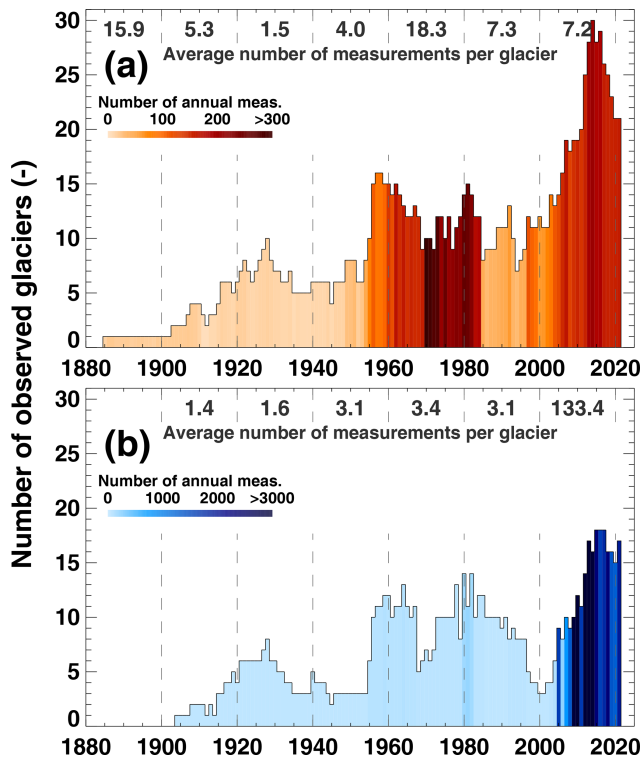 30
15.9 5.3 1.5 4.0 18.3 7.3 7.2
Average number of measurements per glacier
(a)
25
Number of annual meas.
0 100 200 >300
20
15
10
5
0
1880 1900 1920 1940 1960 1980 2000 2020
Number of observed glaciers (-)
30
1.4 1.6 3.1 3.4 3.1 133.4
Average number of measurements per glacier
(b)
25
Number of annual meas.
0 1000 2000 >3000
20
15
10
5
0
1880 1900 1920 1940 1960 1980 2000 2020